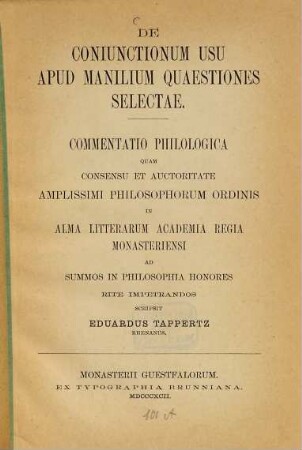 DE
CONIUNCTIONUM USU
APUD MANILIUM QUAESTIONES
SELECTAE.
COMMENTATIO PHILOLOGICA
QUAM
CONSENSU ET AUCTORITATE
AMPLISSIMI PHILOSOPHORUM ORDINIS
IN
ALMA LITTERARUM ACADEMIA REGIA
MONASTERIENSI
AD
SUMMOS IN PHILOSOPHIA HONORES
RITE IMPETRANDOS
SCRIPSIT
EDUARDUS TAPPERTZ
RHENANUS.
MONASTERII GUESTFALORUM.
EX TYPOGRAPHIA BRUNNIANA.
MDCCCXCII.